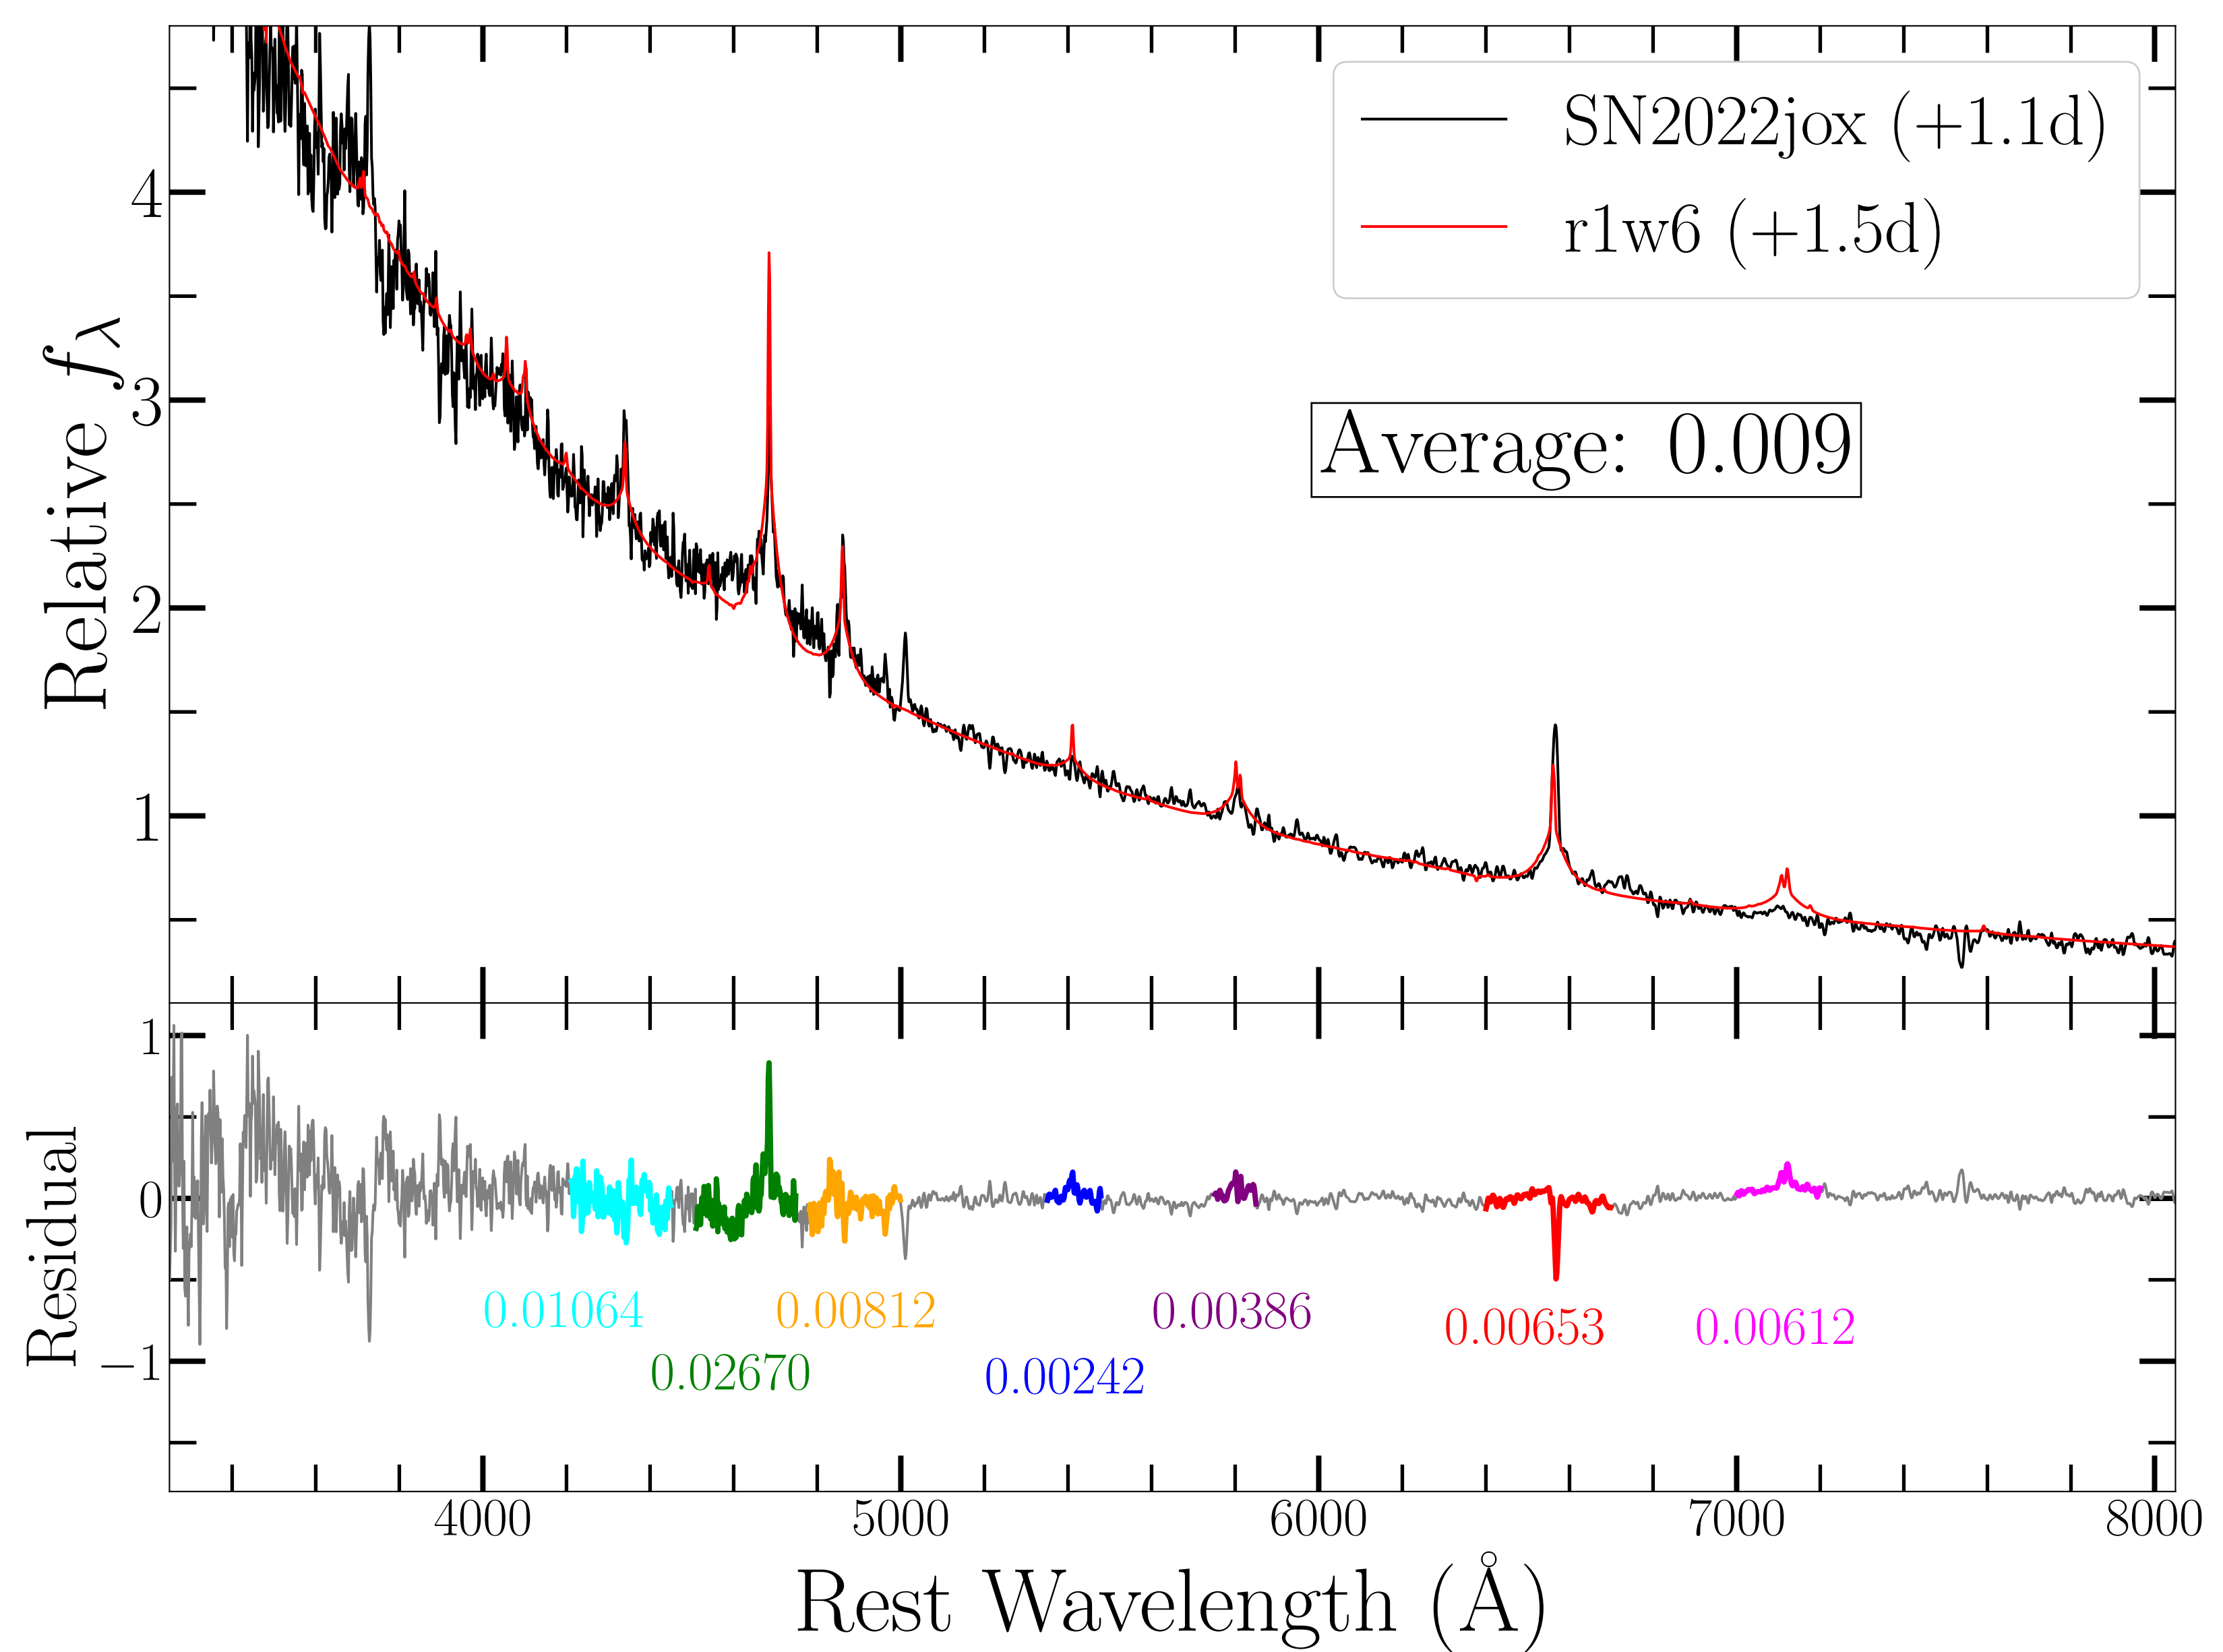 SN2022jox (+1.1d)
r1w6 (+1.5d)
Average: 0.009
Relative fλ
4
3
2
1
Residual
1
0
−1
0.01064
0.02670
0.00812
0.00242
0.00386
0.00653
0.00612
4000 5000 6000 7000 8000
Rest Wavelength (Å)